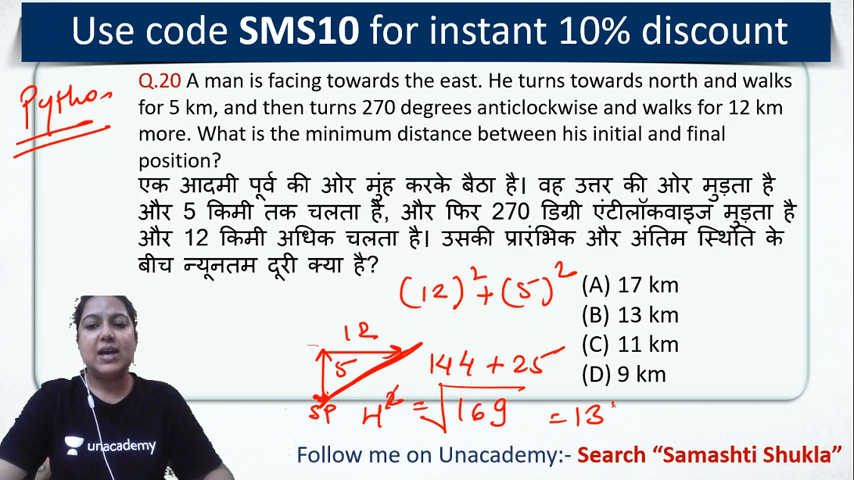 Use code SMS10 for instant 10% discount
Python
Q.20 A man is facing towards the east. He turns towards north and walks
for 5 km, and then turns 270 degrees anticlockwise and walks for 12 km
more. What is the minimum distance between his initial and final
position?
एक आदमी पूर्व की ओर मुंह करके बैठा है। वह उत्तर की ओर मुड़ता है
और 5 किमी तक चलता है, और फिर 270 डिग्री एंटीलॉकवाइज मुड़ता है
और 12 किमी अधिक चलता है। उसकी प्रारंभिक और अंतिम स्थिति के
बीच न्यूनतम दूरी क्या है?
(12)² + (5)²
(A) 17 km
(B) 13 km
(C) 11 km
(D) 9 km
12
5
SP
144 + 25
H² = √169 = 13
unacademy
Follow me on Unacademy:- Search “Samashti Shukla”